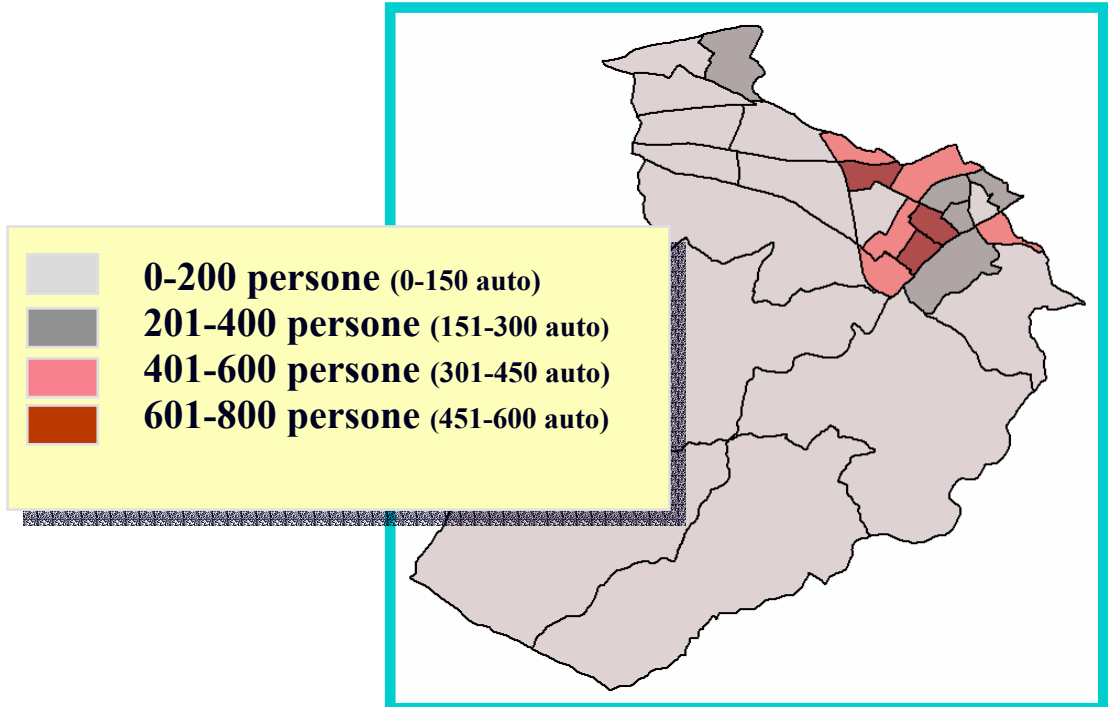 0-200 persone (0-150 auto)
201-400 persone (151-300 auto)
401-600 persone (301-450 auto)
601-800 persone (451-600 auto)